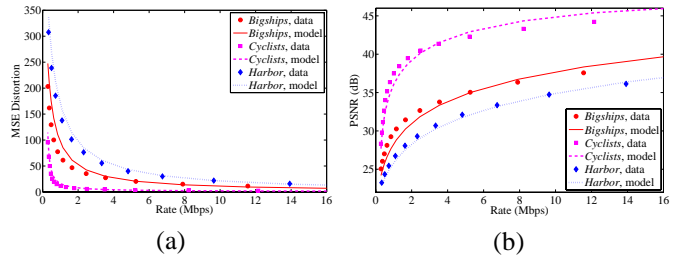 350
300
250
200
150
100
50
0
0 2 4 6 8 10 12 14 16
MSE Distortion
Rate (Mbps)
Bigships, data
Bigships, model
Cyclists, data
Cyclists, model
Harbor, data
Harbor, model
(a)
45
40
35
30
25
0 2 4 6 8 10 12 14 16
PSNR (dB)
Rate (Mbps)
Bigships, data
Bigships, model
Cyclists, data
Cyclists, model
Harbor, data
Harbor, model
(b)